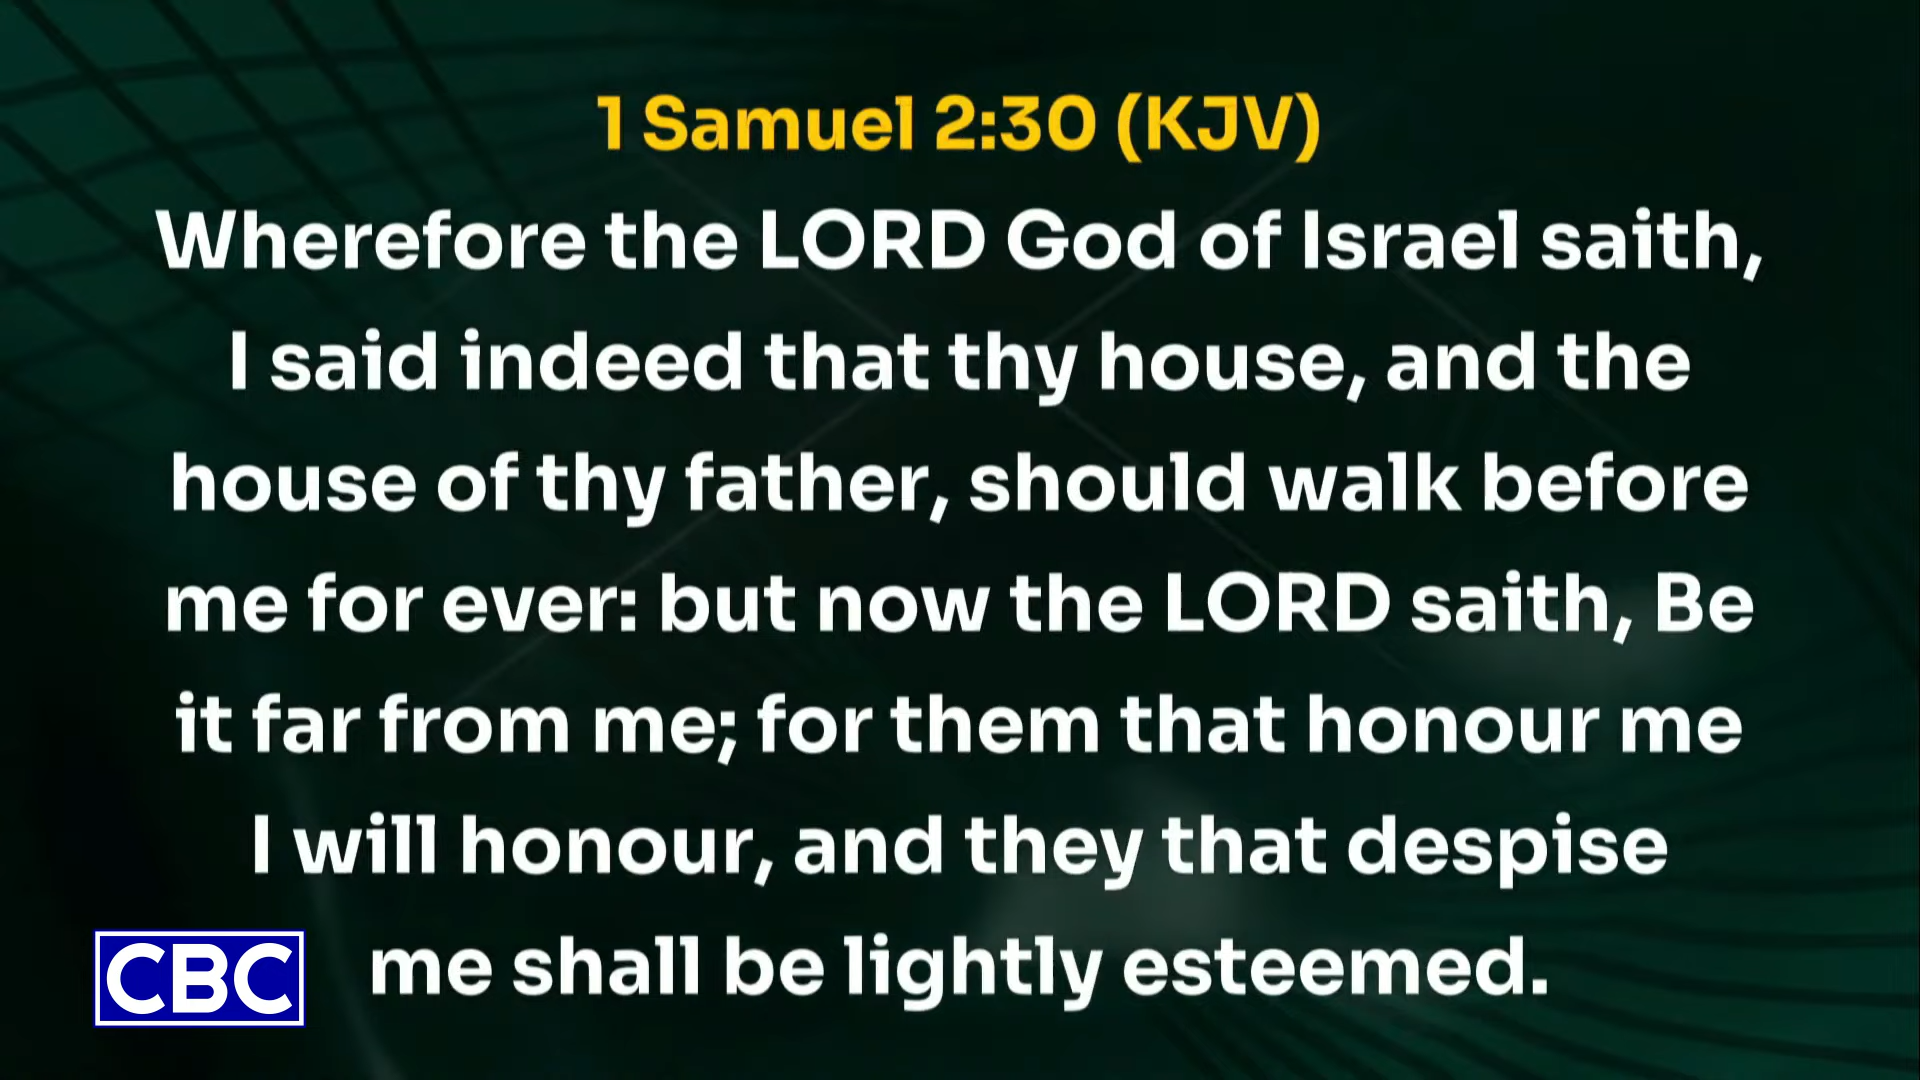 1 Samuel 2:30 (KJV)
Wherefore the LORD God of Israel saith,
I said indeed that thy house, and the
house of thy father, should walk before
me for ever: but now the LORD saith, Be
it far from me; for them that honour me
I will honour, and they that despise
me shall be lightly esteemed.
CBC